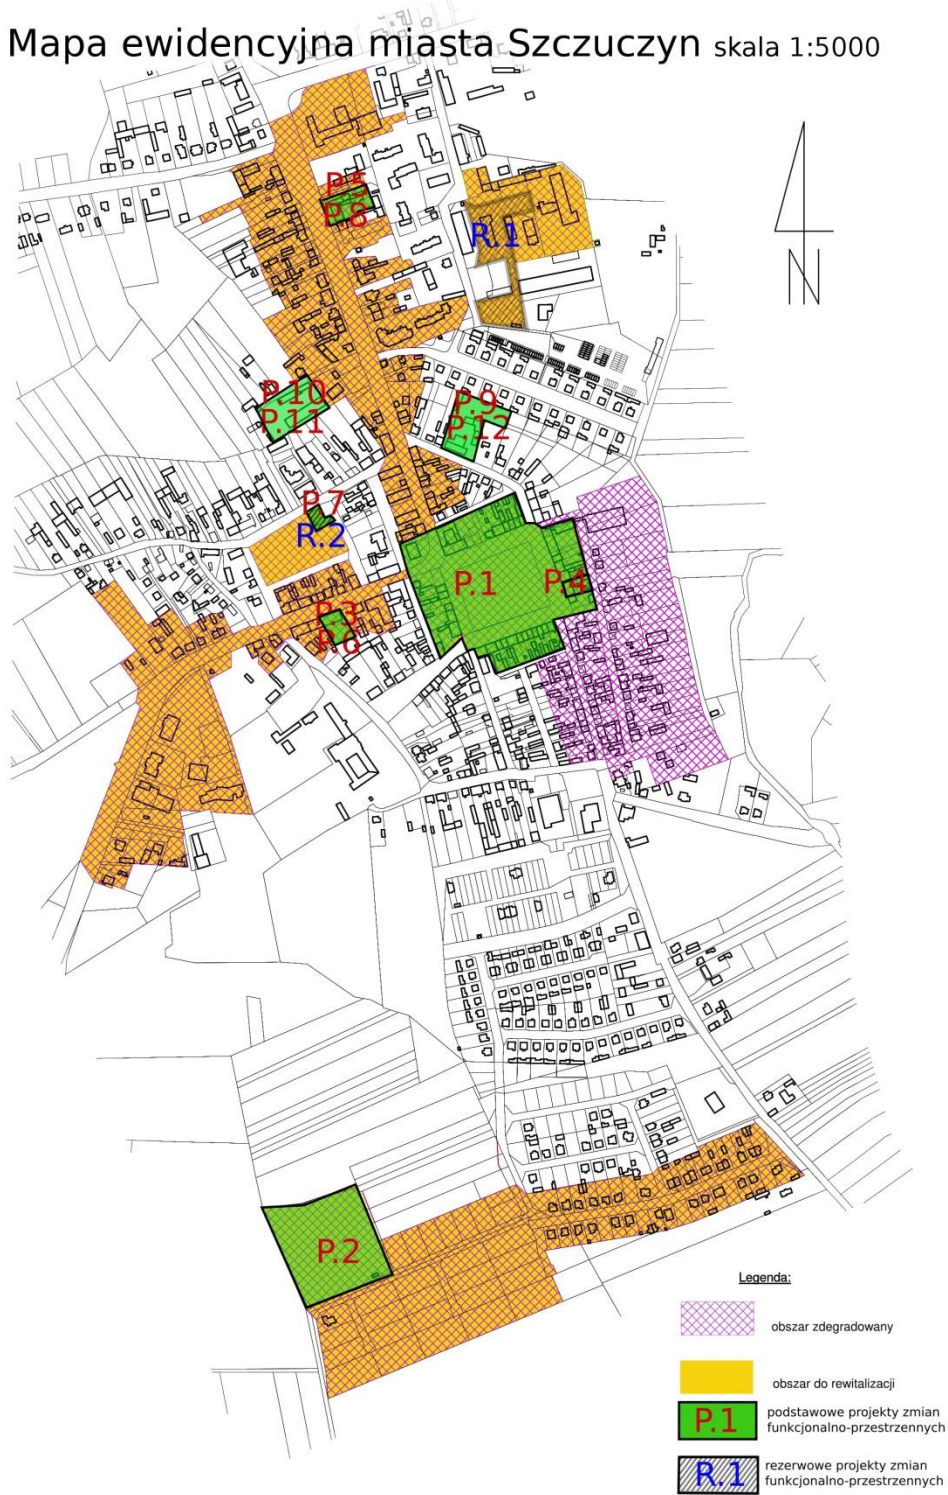 Mapa ewidencyjna miasta Szczuczyn skala 1:5000
N
P.5
P.8
R.1
P.10
P.11
P.9
P.12
P.7
R.2
P.1
P.4
P.3
P.6
P.2
Legenda:
obszar zdegradowany
obszar do rewitalizacji
P.1 podstawowe projekty zmian
funkcjonalno-przestrzennych
R.1 rezerwowe projekty zmian
funkcjonalno-przestrzennych